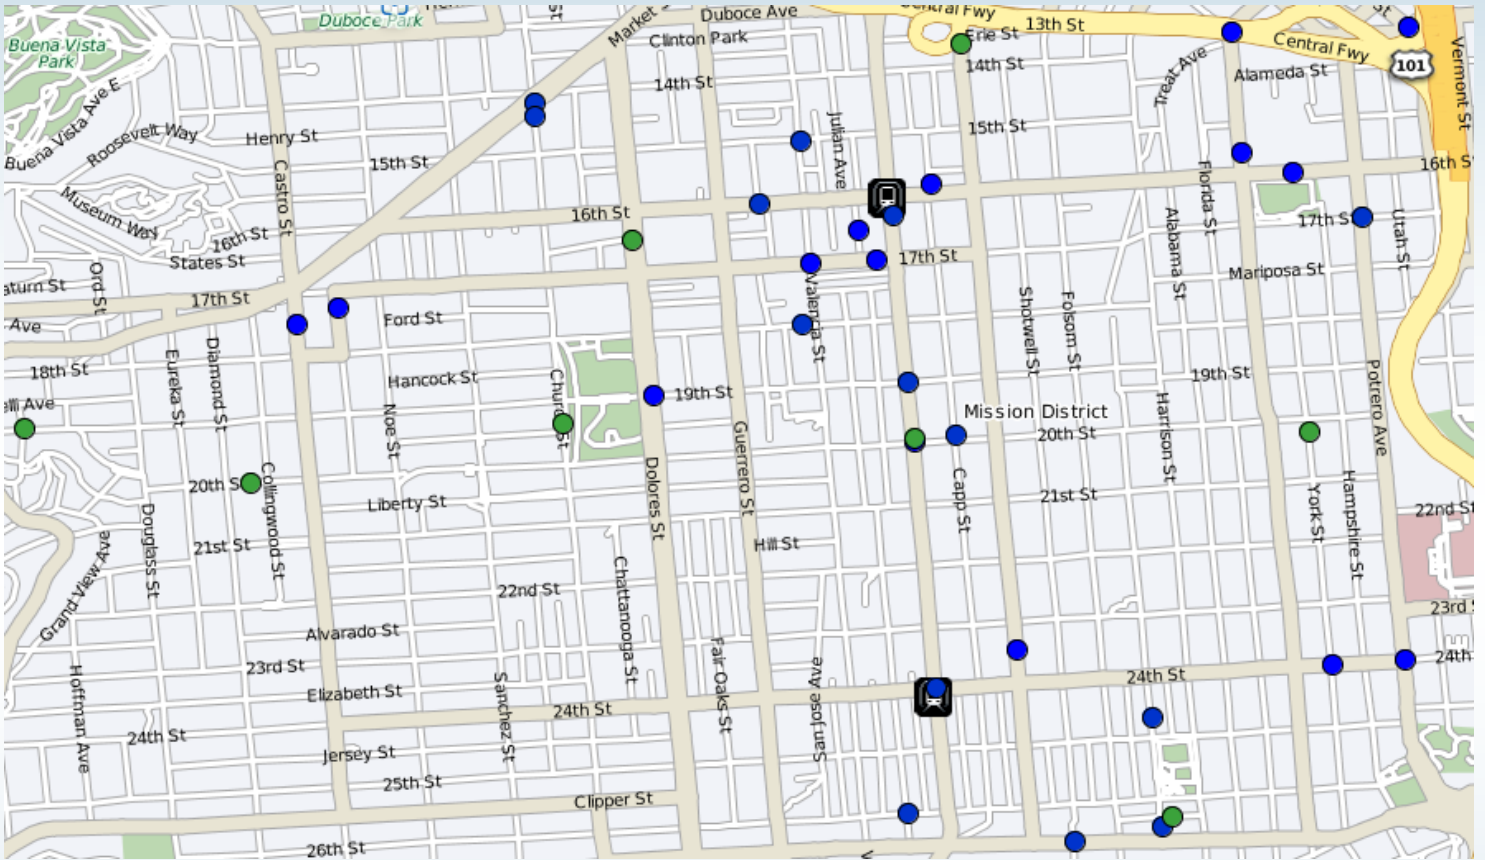 Duboce Park
Market S
Duboce Ave
Central Fwy
13th St
St
Clinton Park
Erie St
14th St
Buena Vista
Park
14th St
Treat Ave
Alameda St
Central Fwy
101
Vermont St
Buena Vista Ave E
Roosevelt Way
Henry St
15th St
Julian Ave
15th St
16th S
Castro St
Florida St
Museum Way
16th St
16th St
States St
17th St
Alabama St
17th S
Utah St
Mariposa St
aturn St
Ord St
17th St
Ave
Ford St
Valencia St
Shotwell St
Folsom St
18th St
Eureka St
Diamond St
Hancock St
Church St
19th St
19th St
Potrero Ave
elli Ave
Noe St
Guerrero St
Mission District
20th St
Harrison St
20th S
Collingwood St
Liberty St
Dolores St
Capp St
21st St
York St
Hampshire St
22nd St
Grand View Ave
Douglass St
21st St
Hill St
22nd St
Chattanooga St
23rd S
Alvarado St
23rd St
Elizabeth St
Fair Oaks St
San Jose Ave
24th St
24th
Hoffman Ave
24th St
Sanchez St
24th St
Jersey St
25th St
Clipper St
26th St